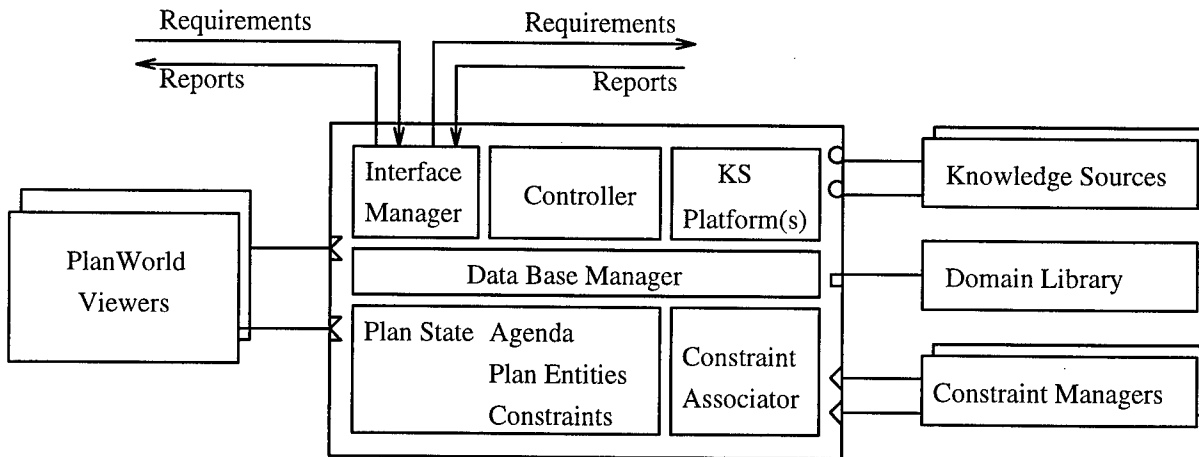 Requirements
Reports
Requirements
Reports
Interface
Manager
Controller
KS
Platform(s)
Knowledge Sources
PlanWorld
Viewers
Data Base Manager
Domain Library
Plan State Agenda
Plan Entities
Constraints
Constraint
Associator
Constraint Managers